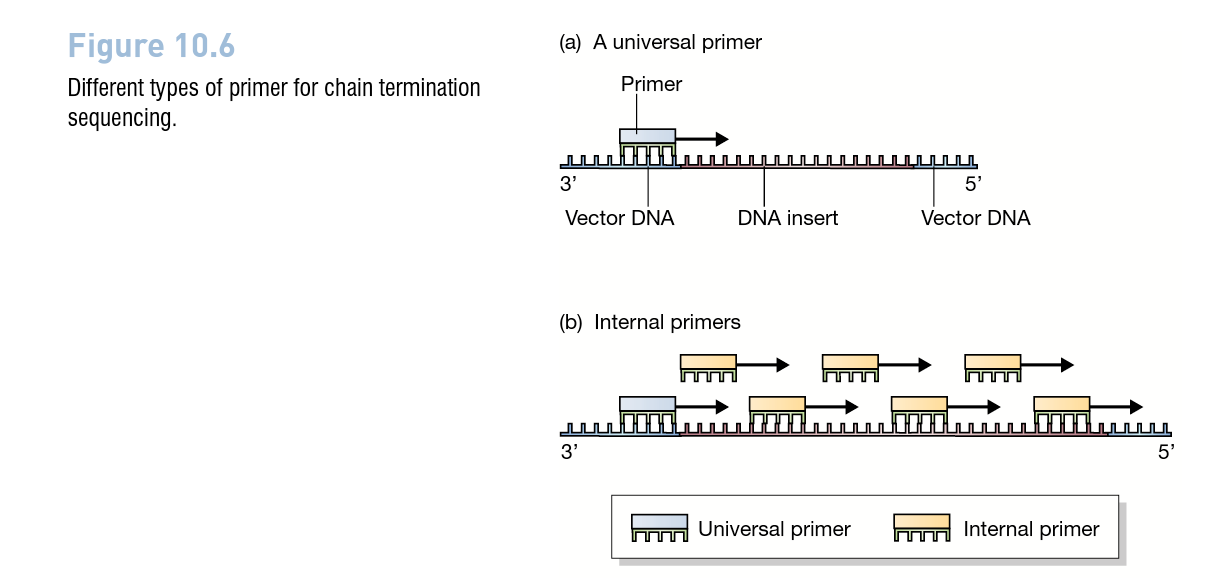 Figure 10.6
Different types of primer for chain termination
sequencing.
(a) A universal primer
Primer
3’
5’
Vector DNA
DNA insert
Vector DNA
(b) Internal primers
3’
5’
Universal primer
Internal primer